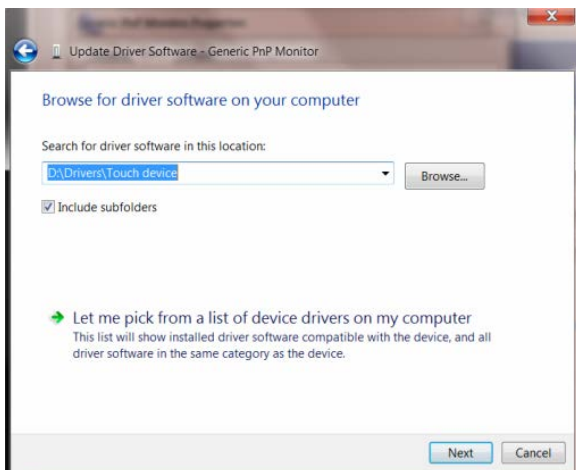 Update Driver Software - Generic PnP Monitor
Browse for driver software on your computer
Search for driver software in this location:
D:\Drivers\Touch device
Browse...
Include subfolders
Let me pick from a list of device drivers on my computer
This list will show installed driver software compatible with the device, and all
driver software in the same category as the device.
Next
Cancel